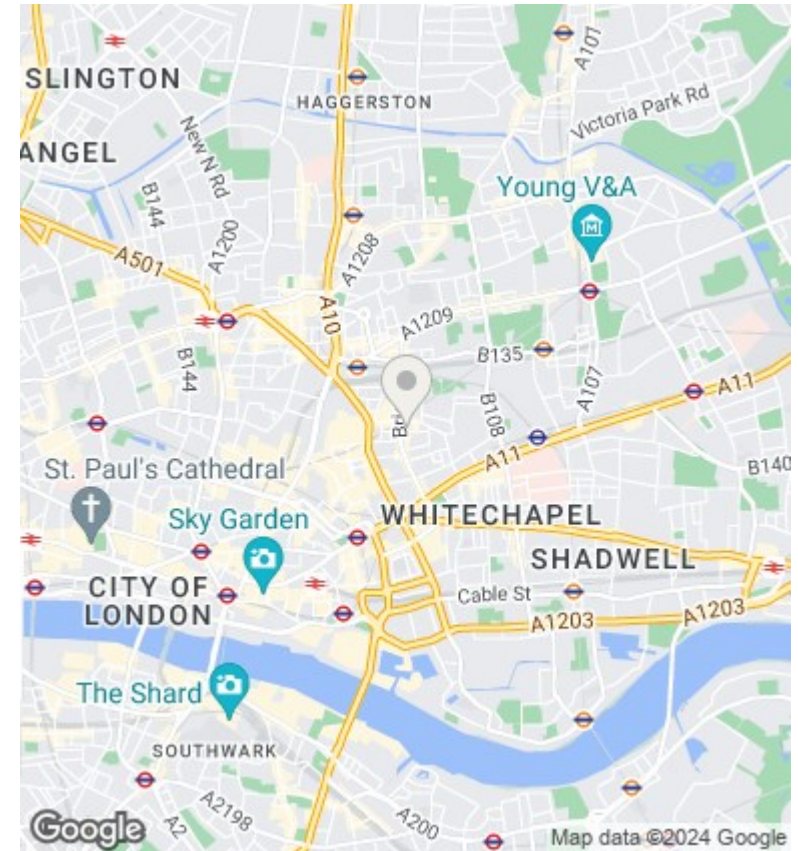 A101
SLINGTON
HAGGERSTON
Victoria Park Rd
New N Rd
ANGEL
B144
A1200
Young V&A
A1208
A501
A10
A1209
B144
B135
A107
A11
B108
A11
B140
St. Paul's Cathedral
WHITECHAPEL
Sky Garden
SHADWELL
CITY OF
LONDON
Cable St
A1203
A1203
The Shard
SOUTHWARK
A2198
A2
A200
Google
Map data ©2024 Google